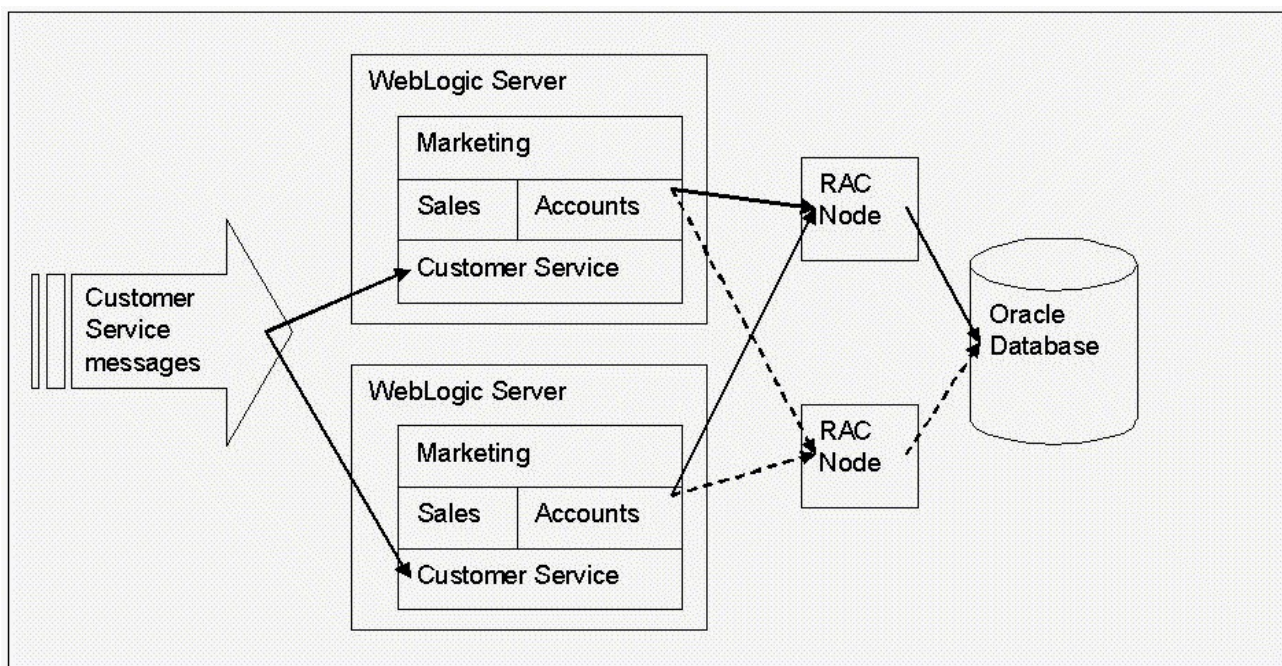 WebLogic Server
Marketing
Sales
Accounts
Customer Service
Customer
Service
messages
RAC
Node
Oracle
Database
WebLogic Server
Marketing
Sales
Accounts
Customer Service
RAC
Node